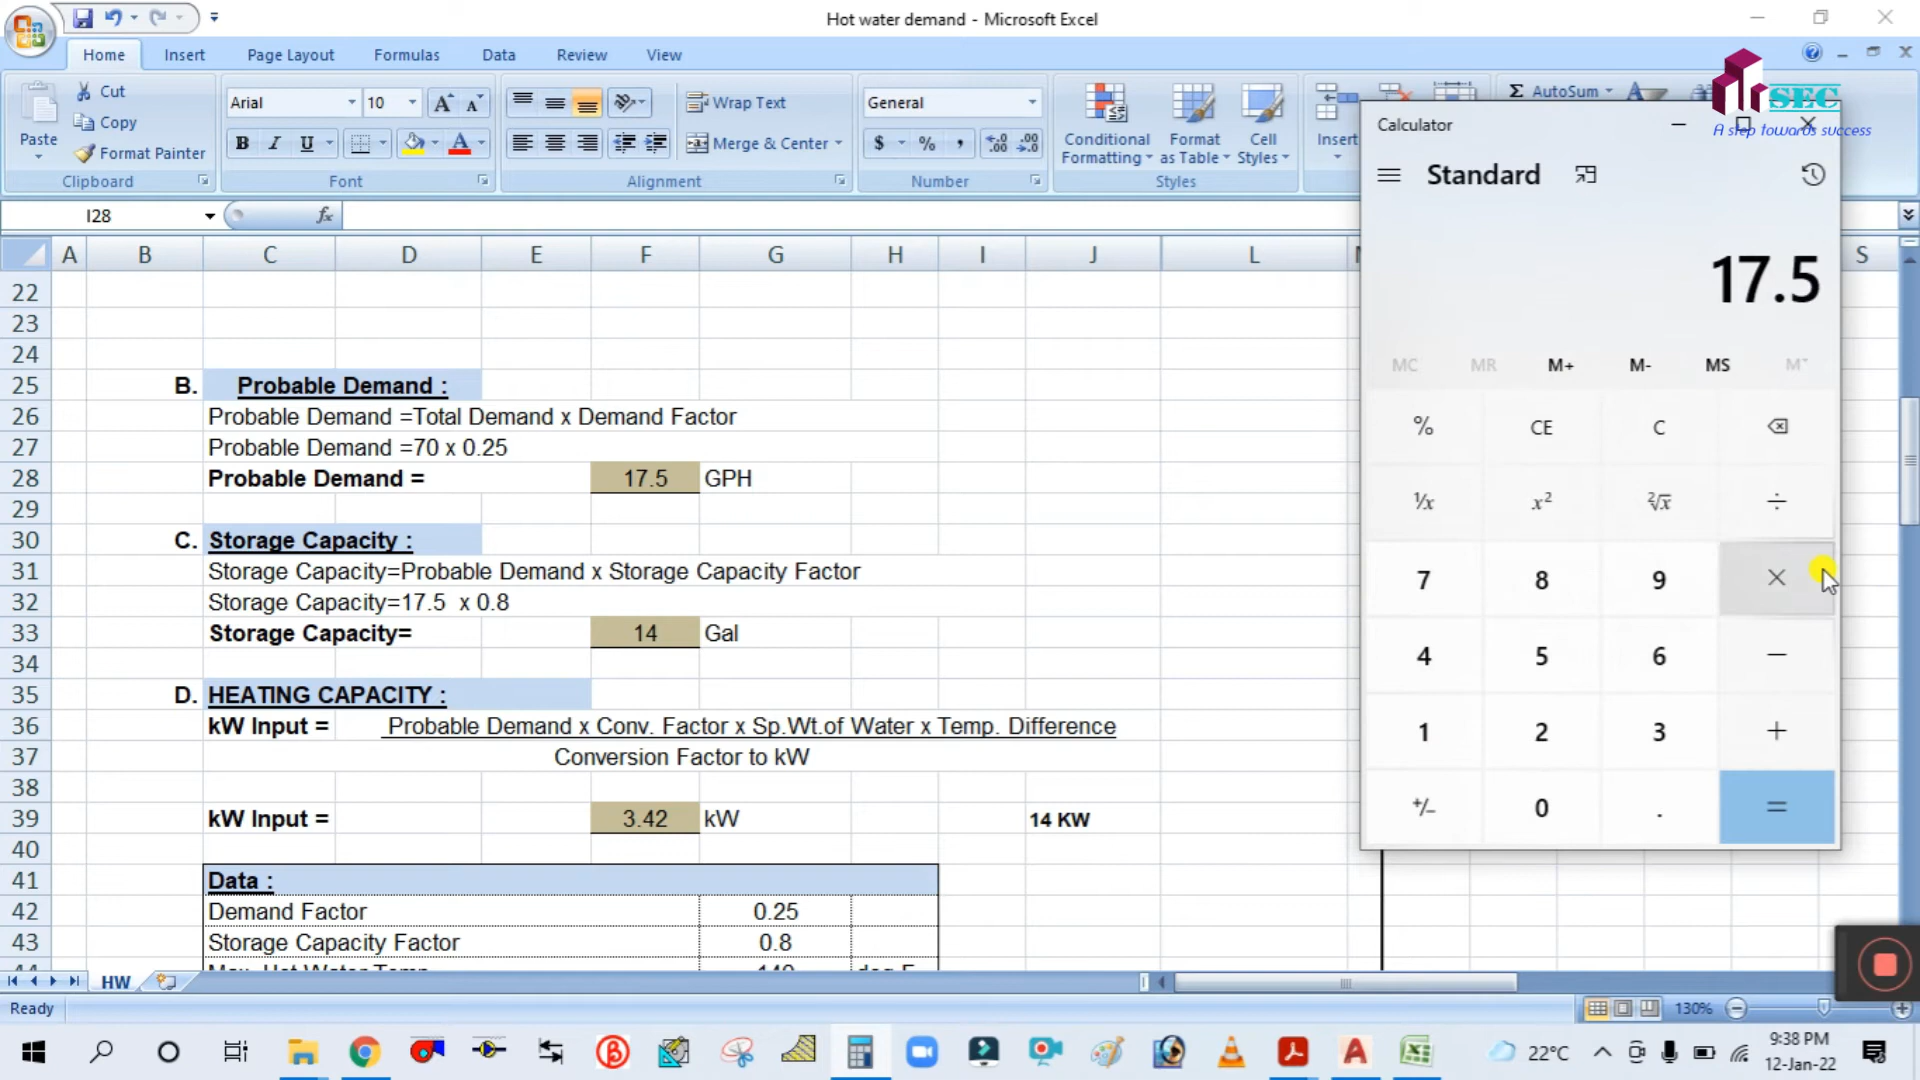 Hot water demand - Microsoft Excel
Home Insert Page Layout Formulas Data Review View
Paste
Cut
Copy
Format Painter
Clipboard
Arial 10
B I U
Font
Wrap Text
Merge & Center
Alignment
General
$ % ,
Number
Conditional Formatting
Format as Table
Cell Styles
Styles
Insert
Σ AutoSum
SEC
A step towards success
I28 fx
A B C D E F G H I J L S
22
23
24
25 B. Probable Demand :
26 Probable Demand =Total Demand x Demand Factor
27 Probable Demand =70 x 0.25
28 Probable Demand = 17.5 GPH
29
30 C. Storage Capacity :
31 Storage Capacity=Probable Demand x Storage Capacity Factor
32 Storage Capacity=17.5 x 0.8
33 Storage Capacity= 14 Gal
34
35 D. HEATING CAPACITY :
36 kW Input = Probable Demand x Conv. Factor x Sp.Wt.of Water x Temp. Difference
37 Conversion Factor to kW
38
39 kW Input = 3.42 kW 14 KW
40
41 Data :
42 Demand Factor 0.25
43 Storage Capacity Factor 0.8
HW
Ready 130%
Calculator
Standard
17.5
MC MR M+ M- MS M˅
% CE C
¹/x x² ²√x ÷
7 8 9 ×
4 5 6 −
1 2 3 +
+/− 0 . =
22°C
9:38 PM
12-Jan-22